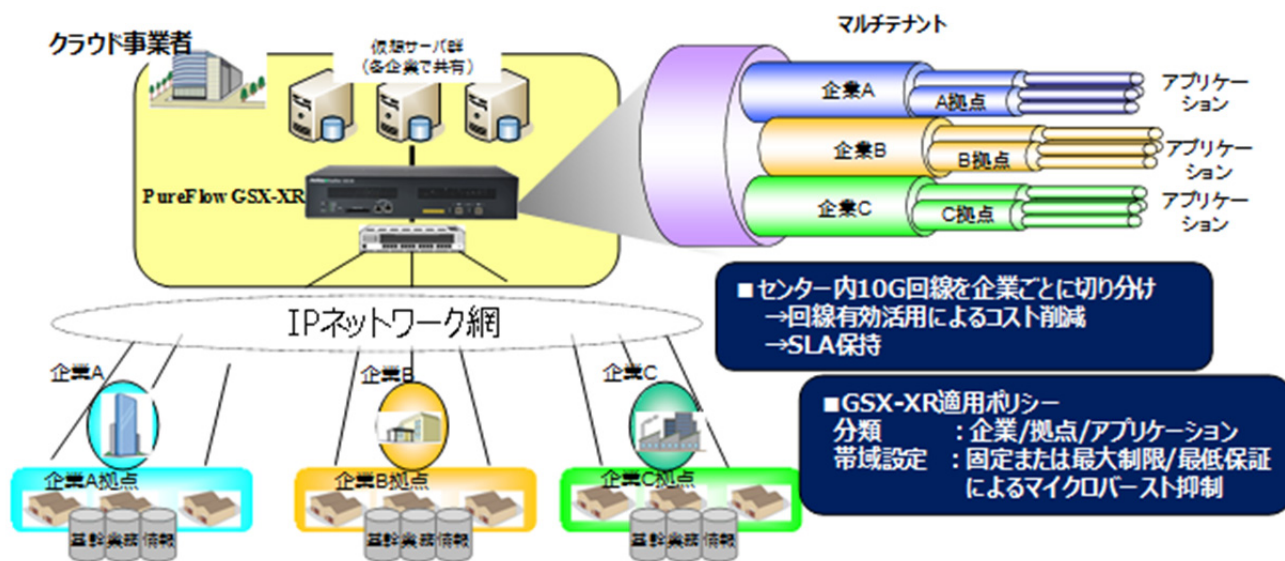 クラウド事業者
仮想サーバ群
(各企業で共有)
PureFlow GSX-XR
マルチテナント
企業A
A拠点
アプリケー
ション
企業B
B拠点
アプリケー
ション
企業C
C拠点
アプリケー
ション
■センター内10G回線を企業ごとに切り分け
→回線有効活用によるコスト削減
→SLA保持
IPネットワーク網
企業A
企業B
企業C
■GSX-XR適用ポリシー
分類 :企業/拠点/アプリケーション
帯域設定 :固定または最大制限/最低保証
によるマイクロバースト抑制
企業A拠点
企業B拠点
企業C拠点
基幹 業務 情報
基幹 業務 情報
基幹 業務 情報